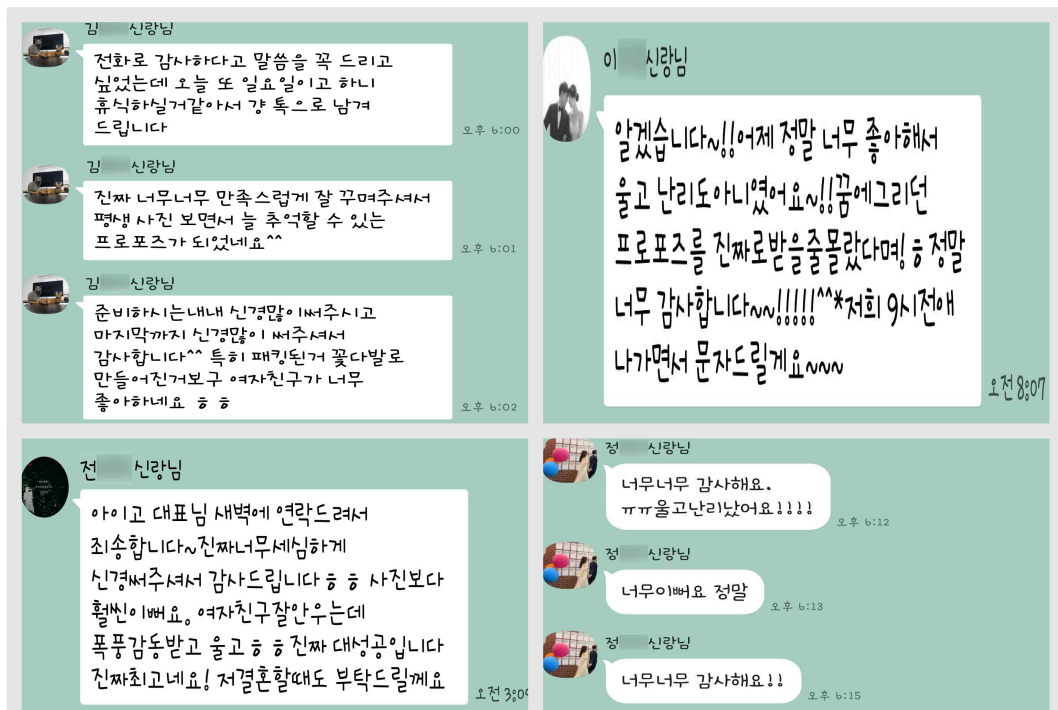 김 신랑님
전화로 감사하다고 말씀을 꼭 드리고
싶었는데 오늘 또 일요일이고 하니
휴식하실거같아서 걍 톡으로 남겨
드립니다
오후 6:00
김 신랑님
진짜 너무너무 만족스럽게 잘 꾸며주셔서
평생 사진 보면서 늘 추억할 수 있는
프로포즈가 되었네요^^
오후 6:01
김 신랑님
준비하시는내내 신경많이써주시고
마지막까지 신경많이 써주셔서
감사합니다^^ 특히 패킹된거 꽃다발로
만들어진거보구 여자친구가 너무
좋아하네요 ㅎㅎ
오후 6:02
이 신랑님
알겠습니다~!!어제 정말 너무 좋아해서
울고 난리도아니였어요~!!꿈에그리던
프로포즈를 진짜로받을줄몰랐다며!ㅎ정말
너무 감사합니다~~!!!!!^^*저희 9시전애
나가면서 문자드릴게요~~~
오전 8:07
전 신랑님
아이고 대표님 새벽에 연락드려서
죄송합니다~진짜너무세심하게
신경써주셔서 감사드립니다ㅎㅎ 사진보다
훨씬이뻐요, 여자친구잘안우는데
폭풍감동받고 울고ㅎㅎ진짜 대성공입니다
진짜최고네요! 저결혼할때도 부탁드릴께요
오전 3:09
정 신랑님
너무너무 감사해요.
ㅠㅠ울고난리났어요!!!!
오후 6:12
정 신랑님
너무이뻐요 정말
오후 6:13
정 신랑님
너무너무 감사해요!!
오후 6:15